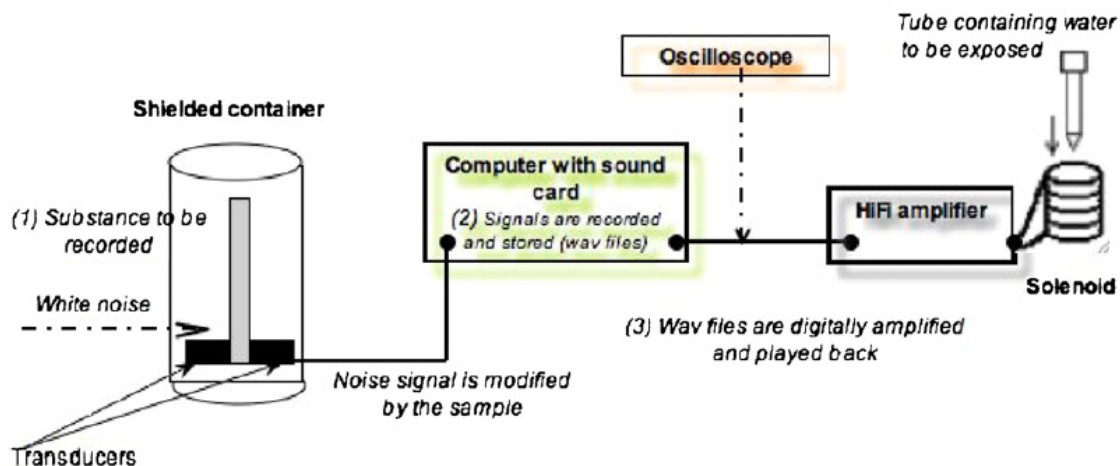 Tube containing water
to be exposed
Oscilloscope
Shielded container
Computer with sound
card
(2) Signals are recorded
and stored (wav files)
HiFi amplifier
(1) Substance to be
recorded
Solenoid
White noise
(3) Wav files are digitally amplified
and played back
Noise signal is modified
by the sample
Transducers